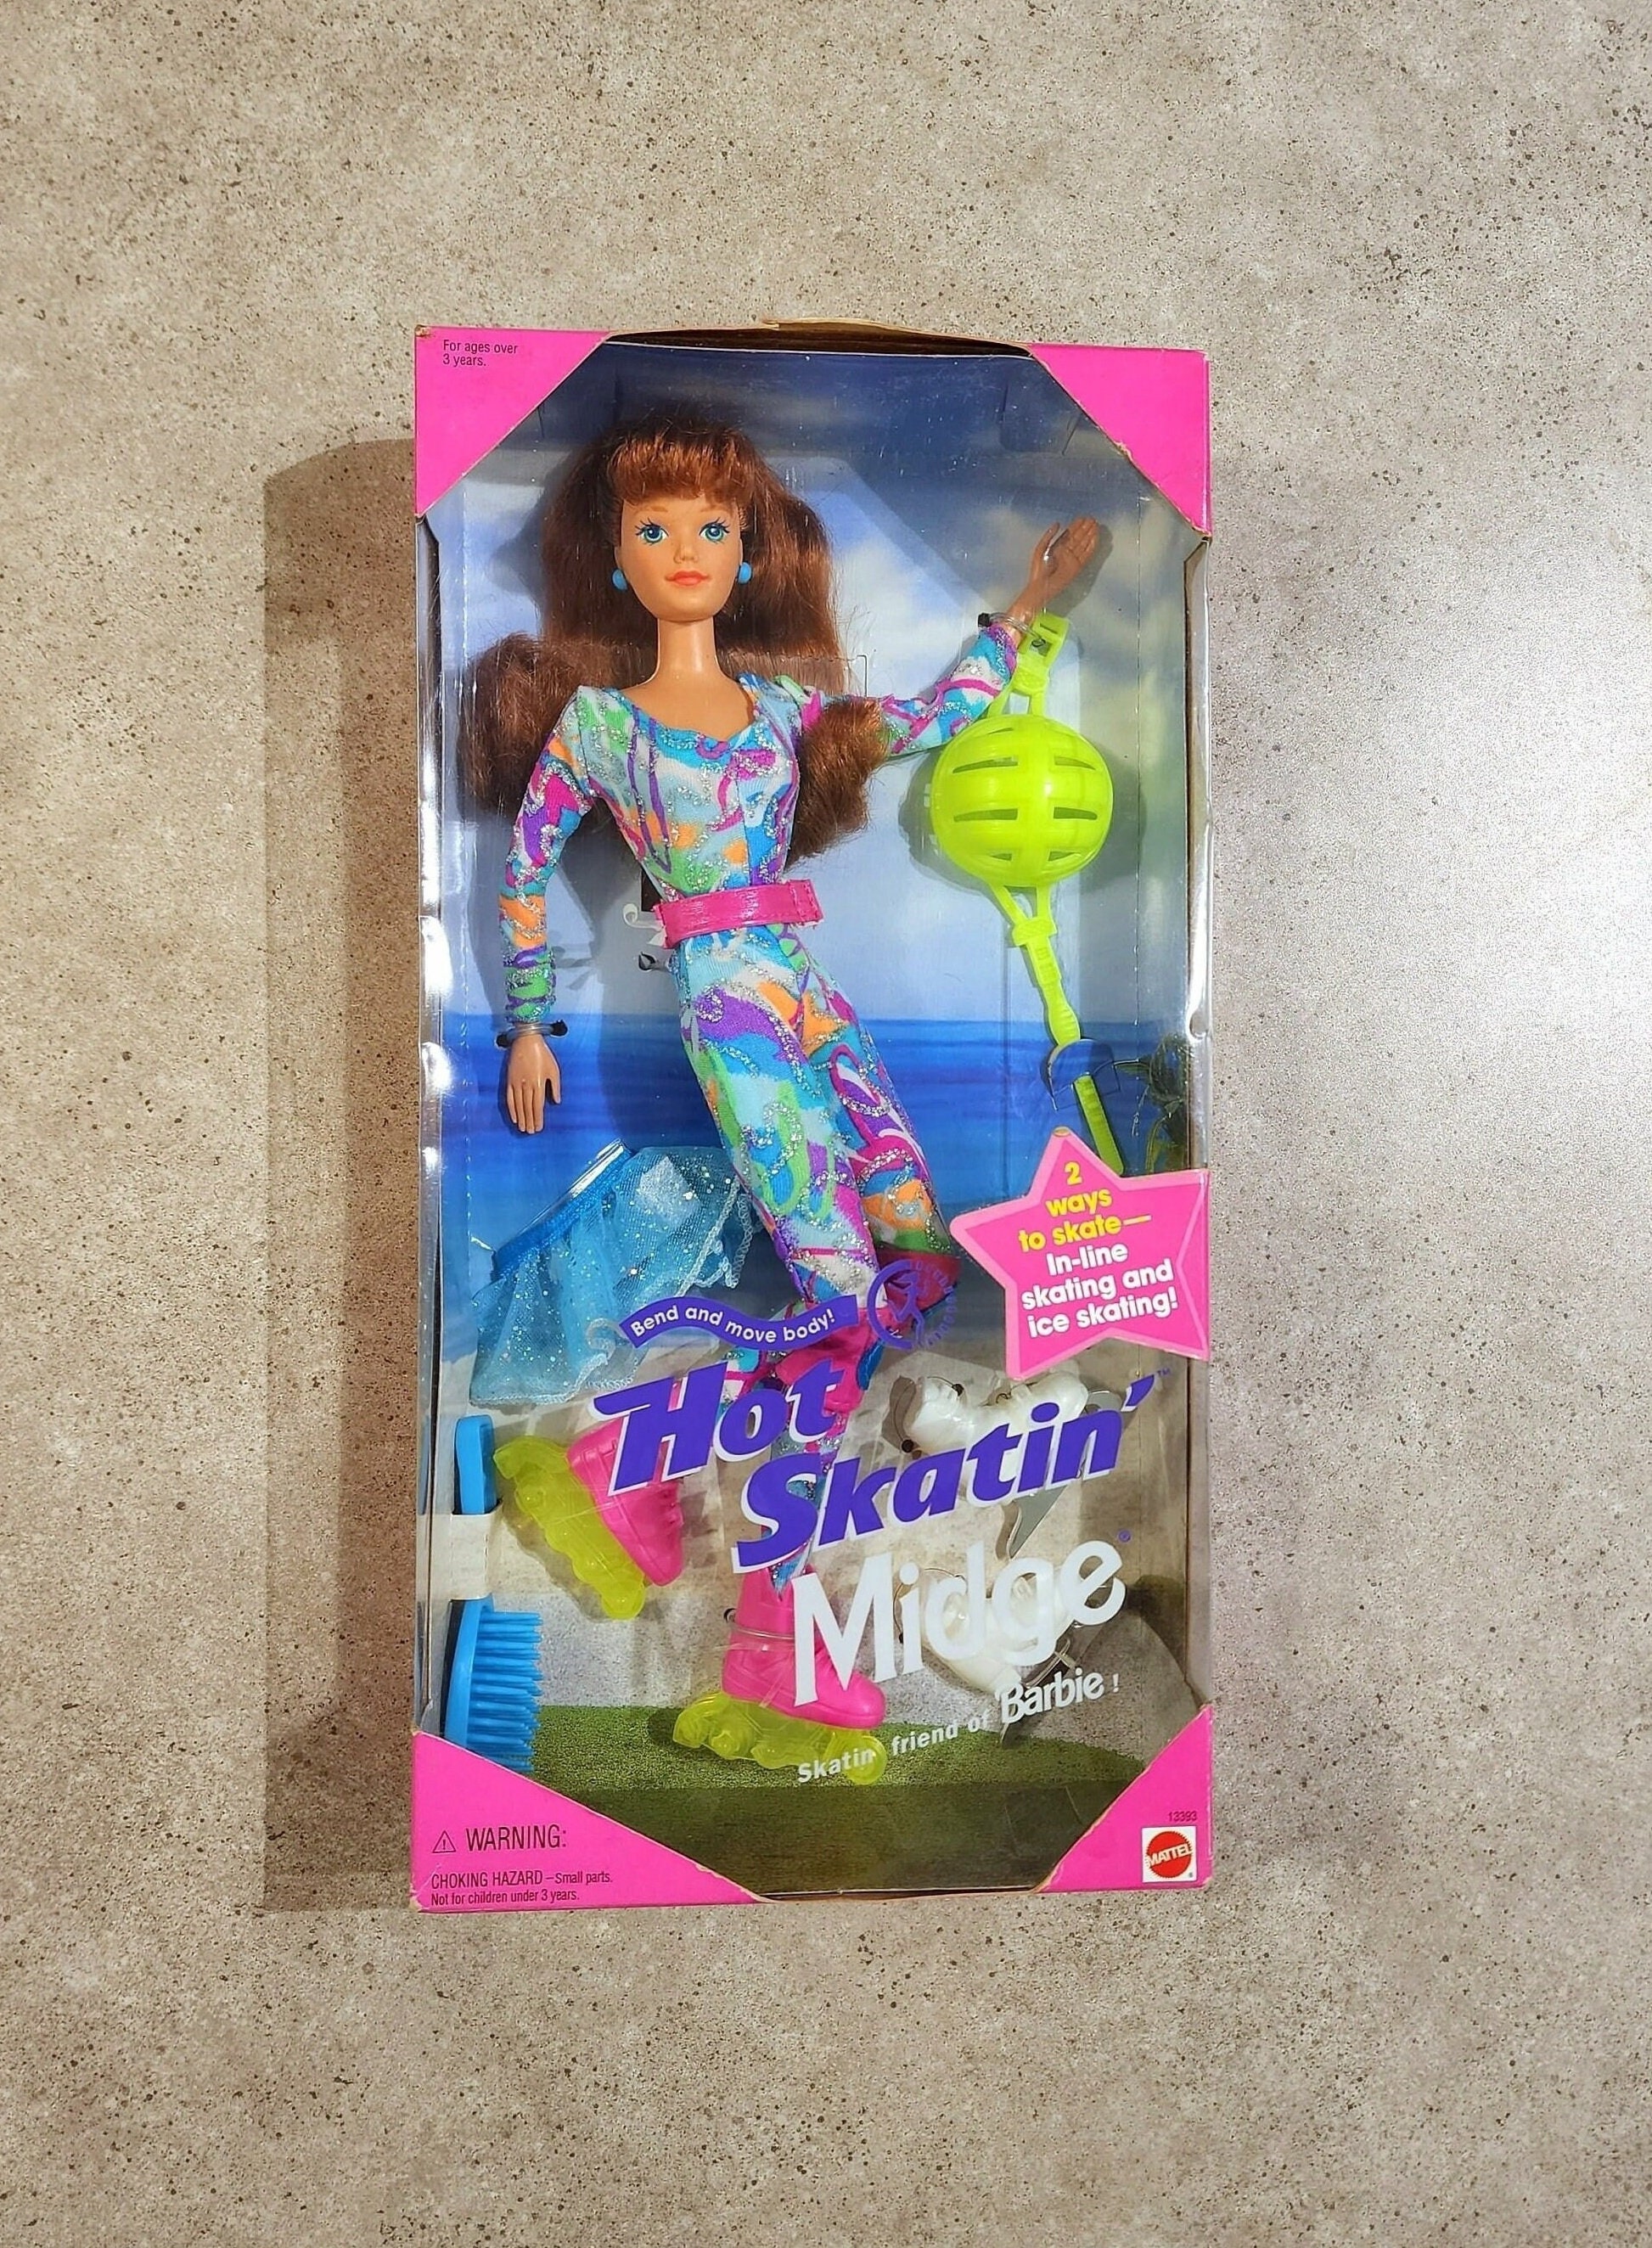 For ages over
3 years.
2
ways
to skate—
In-line
skating and
ice skating!
Bend and move body!
Hot
Skatin'™
Midge®
Skatin' friend of Barbie!
13393
MATTEL
®
⚠ WARNING:
CHOKING HAZARD – Small parts.
Not for children under 3 years.